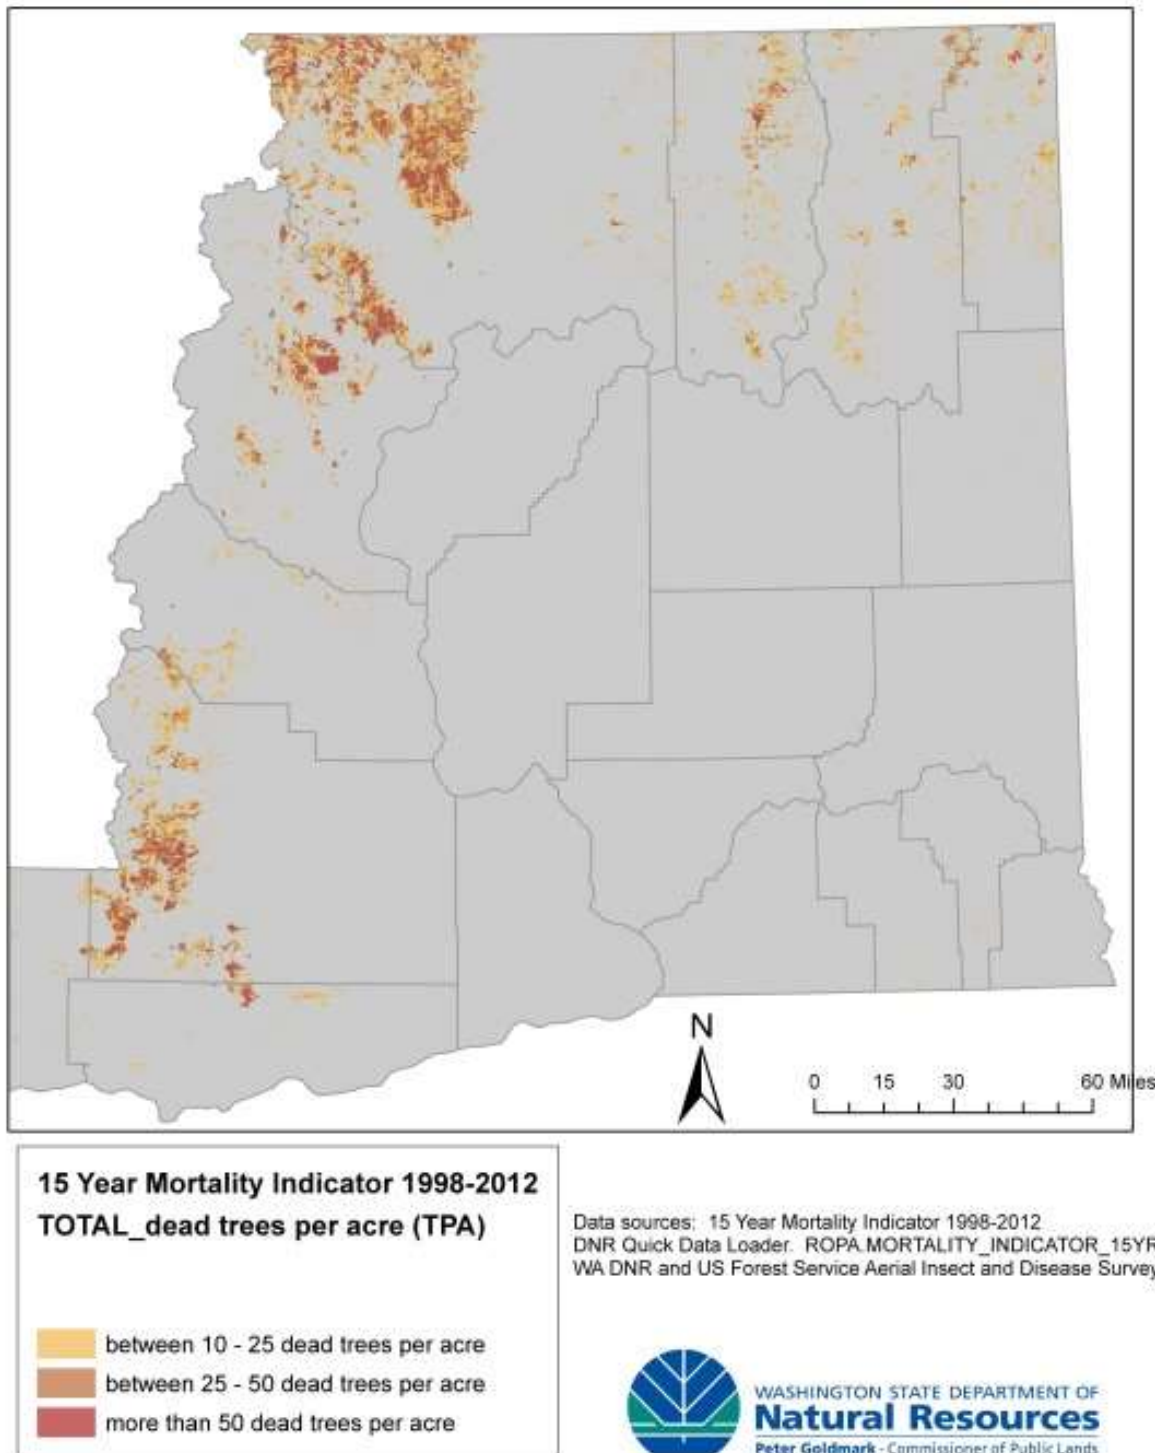 N
0 15 30 60 Miles
15 Year Mortality Indicator 1998-2012
TOTAL_dead trees per acre (TPA)
between 10 - 25 dead trees per acre
between 25 - 50 dead trees per acre
more than 50 dead trees per acre
Data sources: 15 Year Mortality Indicator 1998-2012
DNR Quick Data Loader. ROPA.MORTALITY_INDICATOR_15YR
WA DNR and US Forest Service Aerial Insect and Disease Survey
WASHINGTON STATE DEPARTMENT OF
Natural Resources
Peter Goldmark - Commissioner of Public Lands